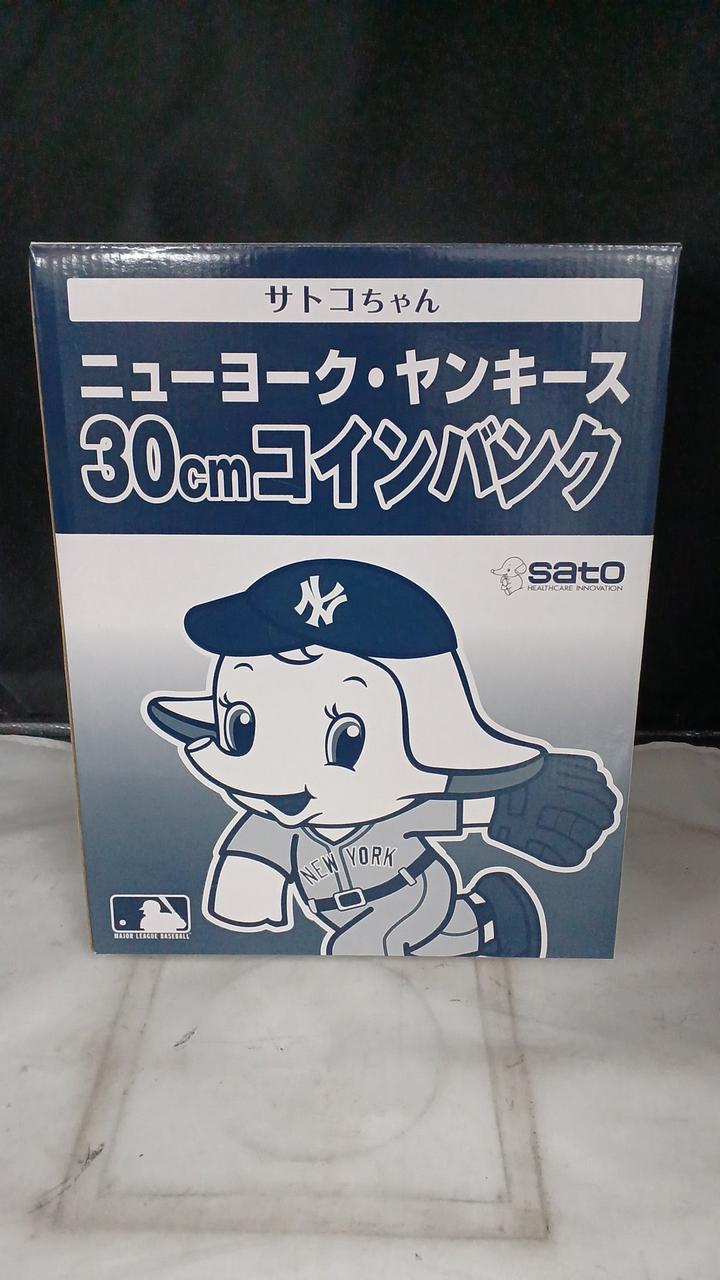 サトコちゃん
ニューヨーク・ヤンキース
30cmコインバンク
sato
HEALTHCARE INNOVATION
NY
NEW YORK
MAJOR LEAGUE BASEBALL